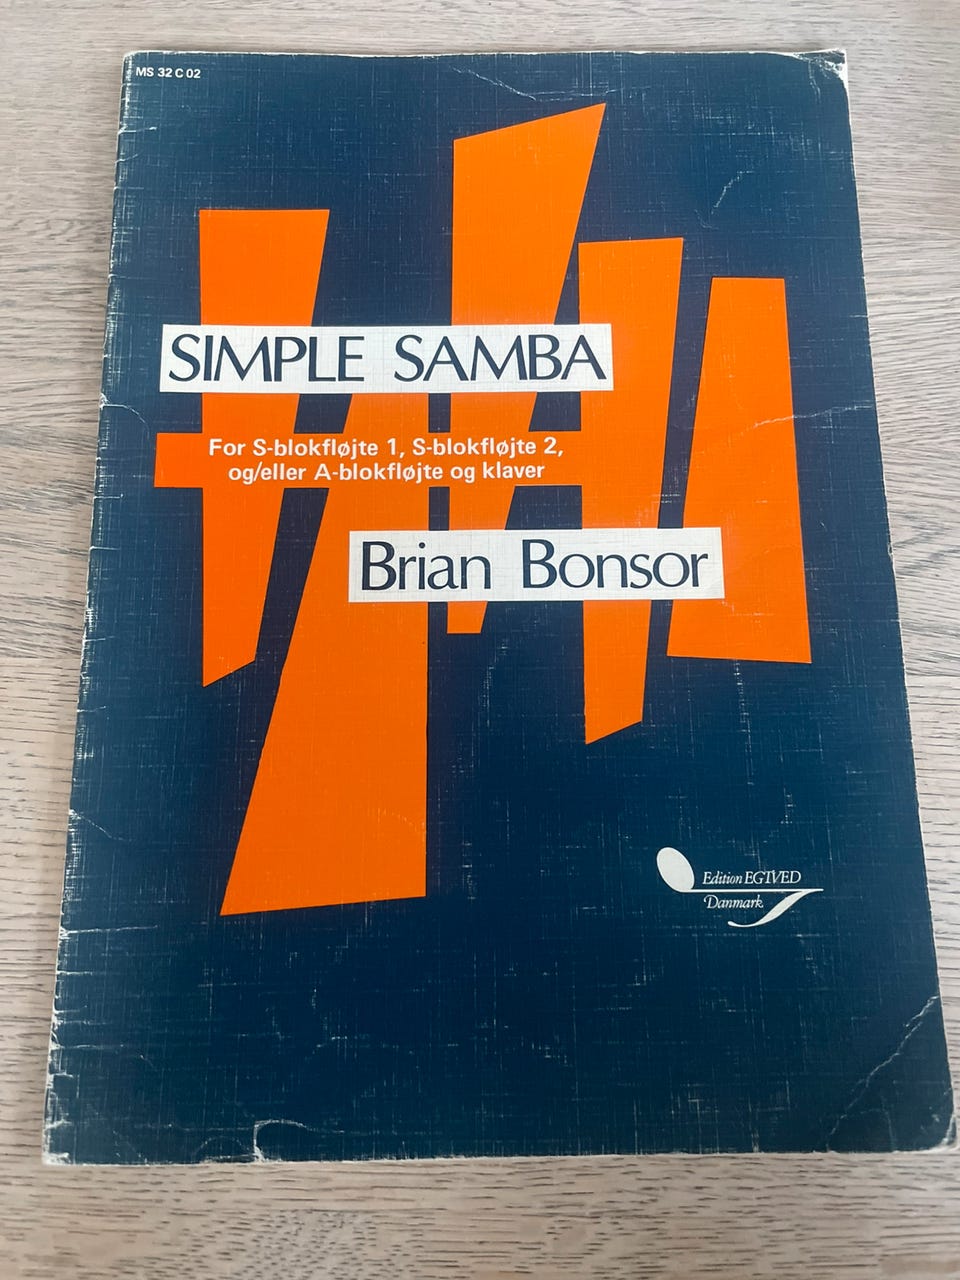 MS 32 C 02
SIMPLE SAMBA
For S-blokfløjte 1, S-blokfløjte 2,
og/eller A-blokfløjte og klaver
Brian Bonsor
Edition EGTVED
Danmark